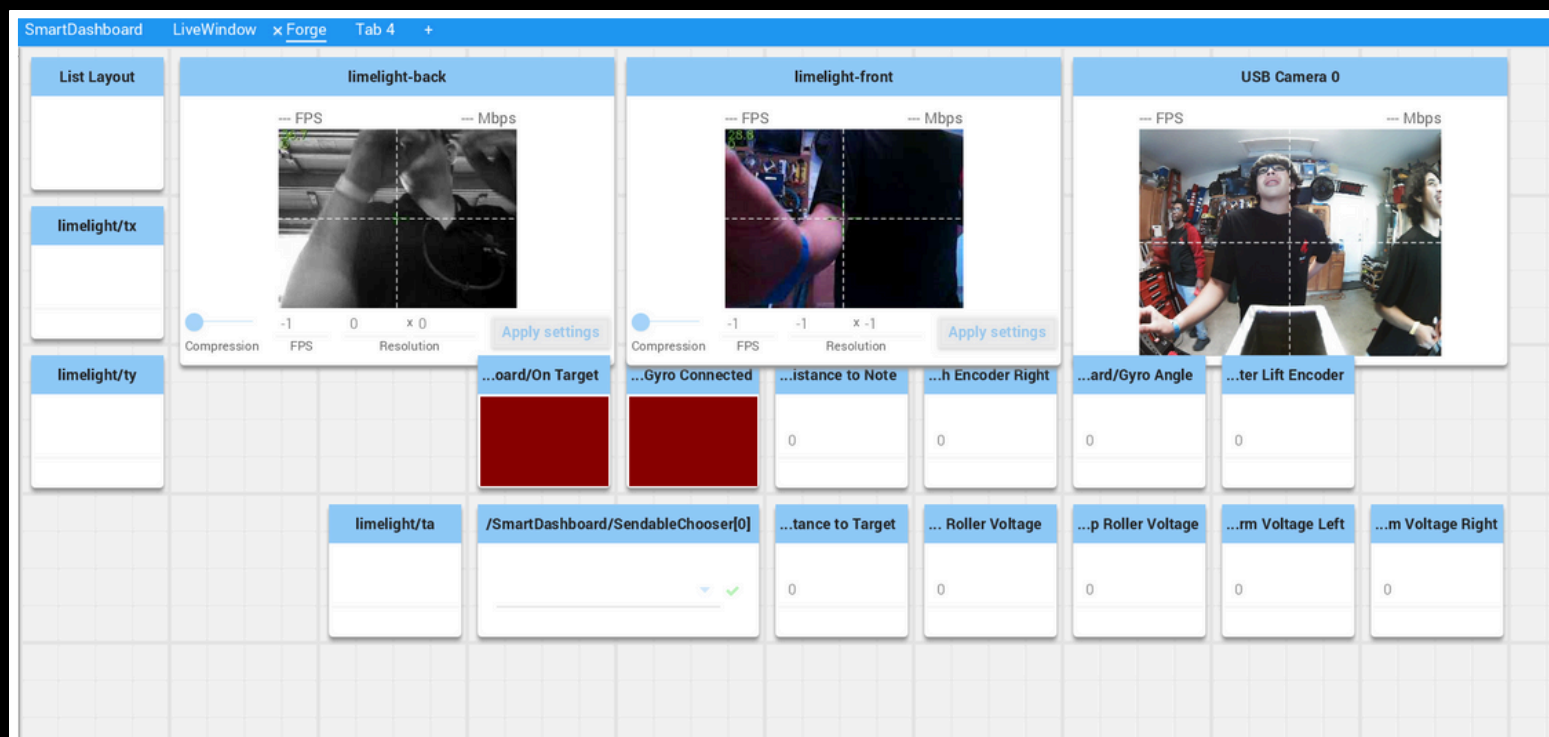 SmartDashboard LiveWindow × Forge Tab 4 +
List Layout
limelight-back
limelight-front
USB Camera 0
--- FPS --- Mbps
--- FPS --- Mbps
--- FPS --- Mbps
28.8
limelight/tx
-1 0 x 0
Compression FPS Resolution
Apply settings
-1 -1 x -1
Compression FPS Resolution
Apply settings
limelight/ty
...oard/On Target
...Gyro Connected
...istance to Note
0
...h Encoder Right
0
...ard/Gyro Angle
0
...ter Lift Encoder
0
limelight/ta
/SmartDashboard/SendableChooser[0]
...tance to Target
0
... Roller Voltage
0
...p Roller Voltage
0
...rm Voltage Left
0
...m Voltage Right
0